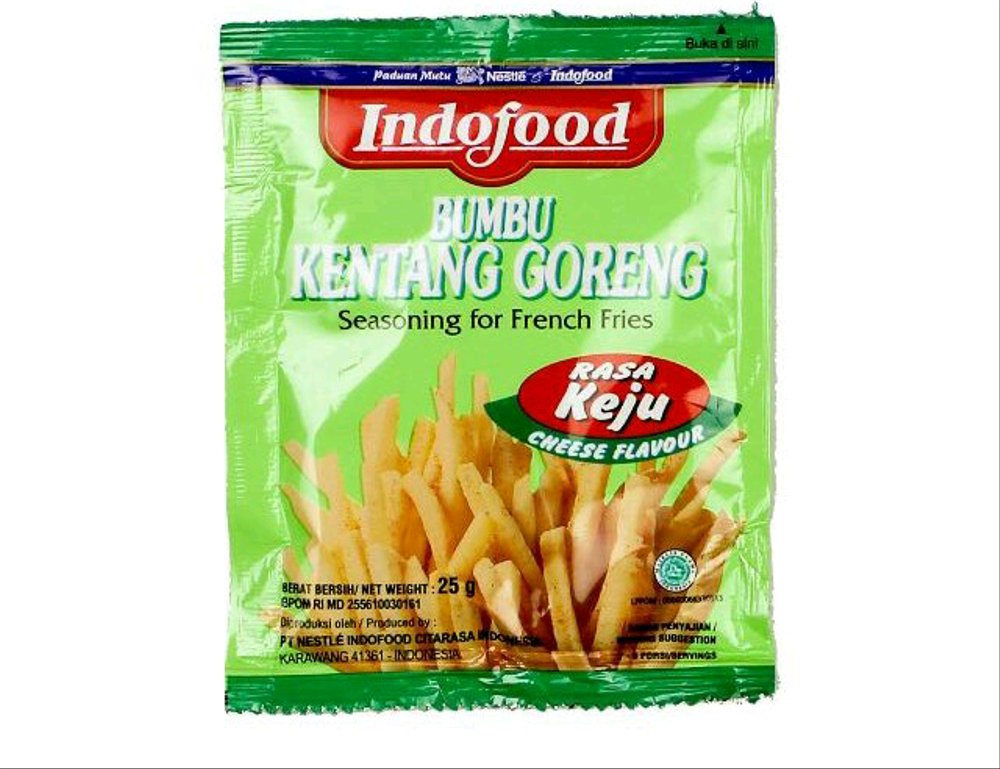 Buka di sini
Paduan Mutu Nestlé & Indofood
Indofood
BUMBU
KENTANG GORENG
Seasoning for French Fries
RASA
Keju
CHEESE FLAVOUR
BERAT BERSIH/ NET WEIGHT : 25 g
BPOM RI MD 255610030161
Diproduksi oleh / Produced by :
PT NESTLÉ INDOFOOD CITARASA INDONESIA
KARAWANG 41361 - INDONESIA
LPPOM :
PENYAJIAN /
SUGGESTION
PORSI/SERVINGS